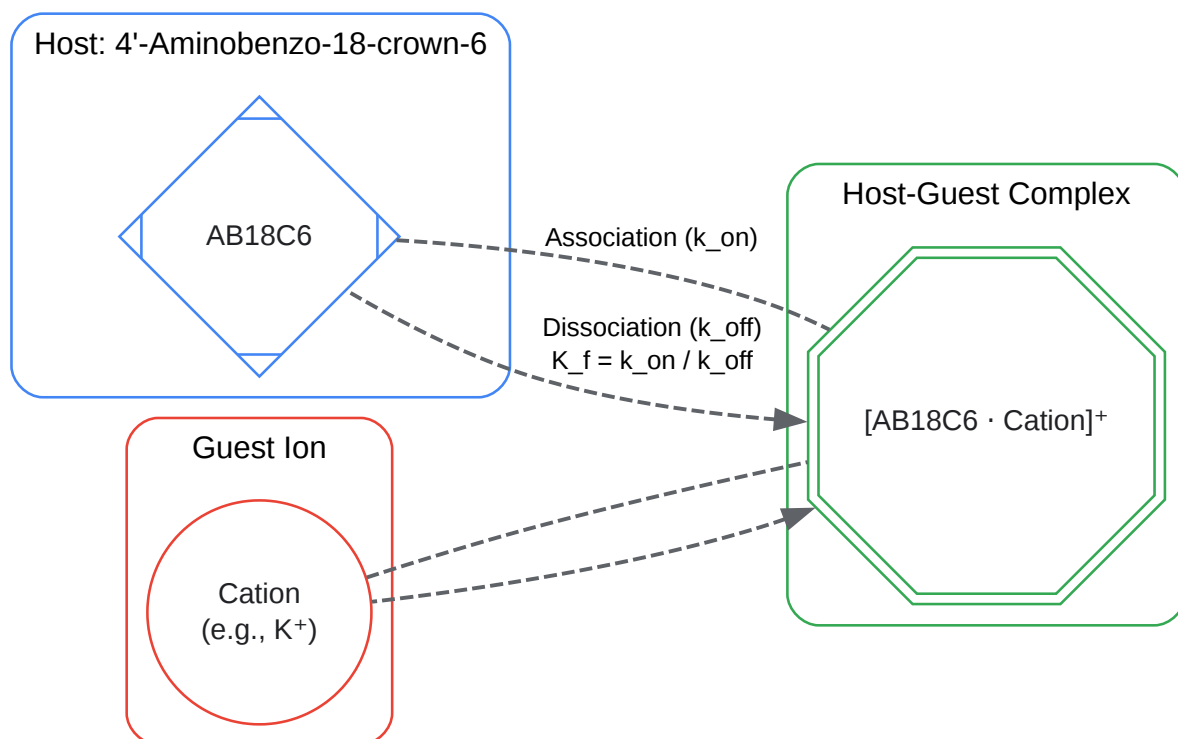 Host: 4'-Aminobenzo-18-crown-6
AB18C6
Association (k_on)
Dissociation (k_off)
K_f = k_on / k_off
Host-Guest Complex
[AB18C6 · Cation]⁺
Guest Ion
Cation
(e.g., K⁺)